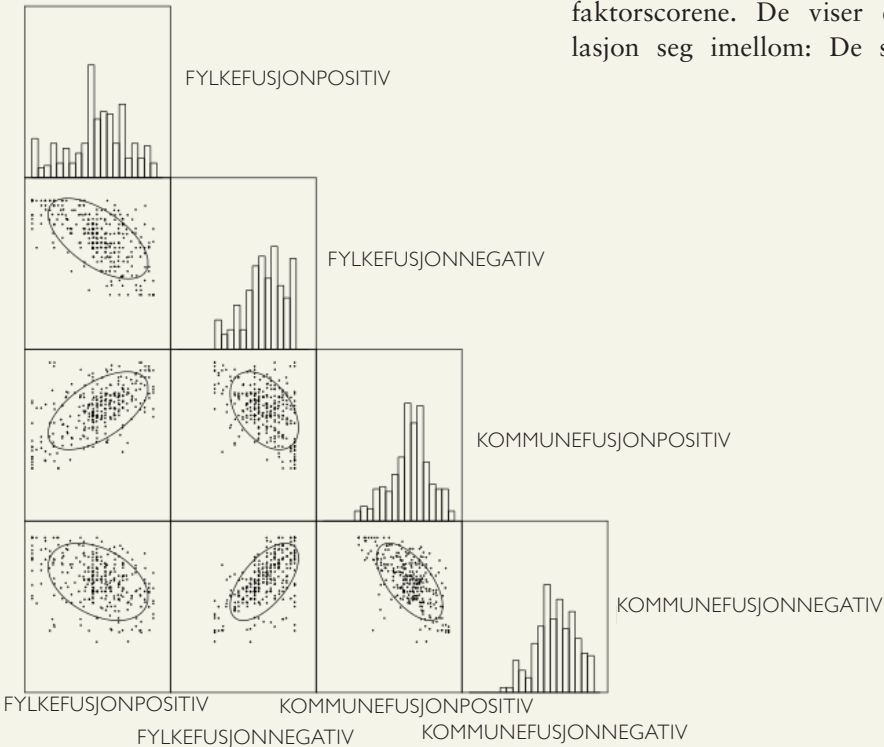 faktorscorene. De viser
lasjon seg imellom: De
FYLKEFUSJONPOSITIV
FYLKEFUSJONNEGATIV
KOMMUNEFUSJONPOSITIV
KOMMUNEFUSJONNEGATIV
FYLKEFUSJONPOSITIV
KOMMUNEFUSJONPOSITIV
FYLKEFUSJONNEGATIV
KOMMUNEFUSJONNEGATIV